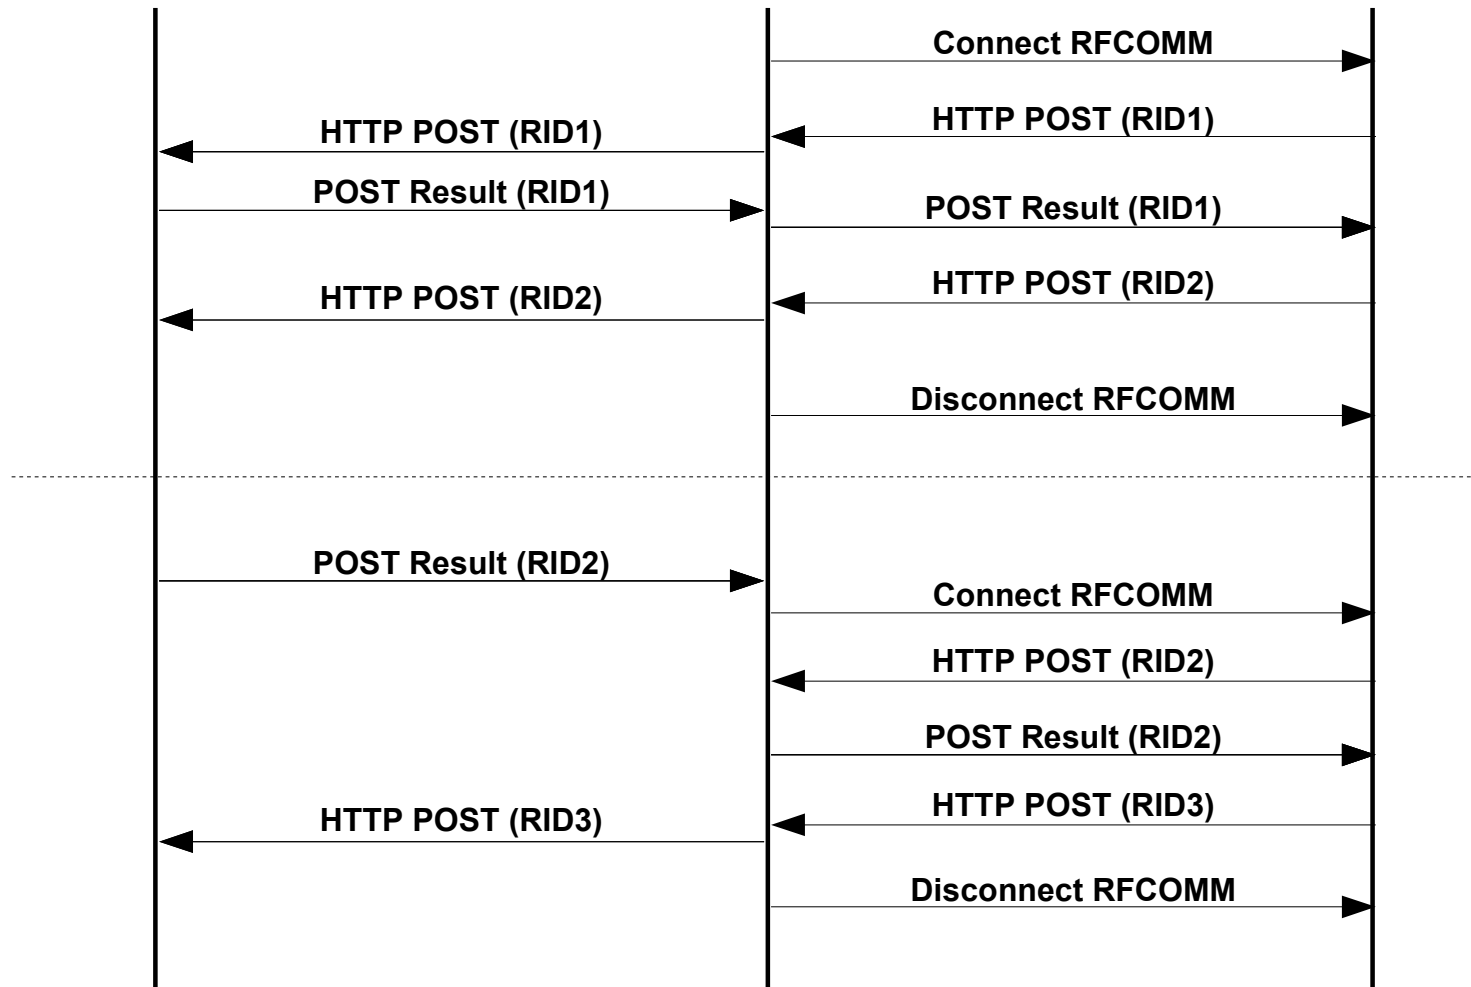 Connect RFCOMM
HTTP POST (RID1)
HTTP POST (RID1)
POST Result (RID1)
POST Result (RID1)
HTTP POST (RID2)
HTTP POST (RID2)
Disconnect RFCOMM
POST Result (RID2)
Connect RFCOMM
HTTP POST (RID2)
POST Result (RID2)
HTTP POST (RID3)
HTTP POST (RID3)
Disconnect RFCOMM